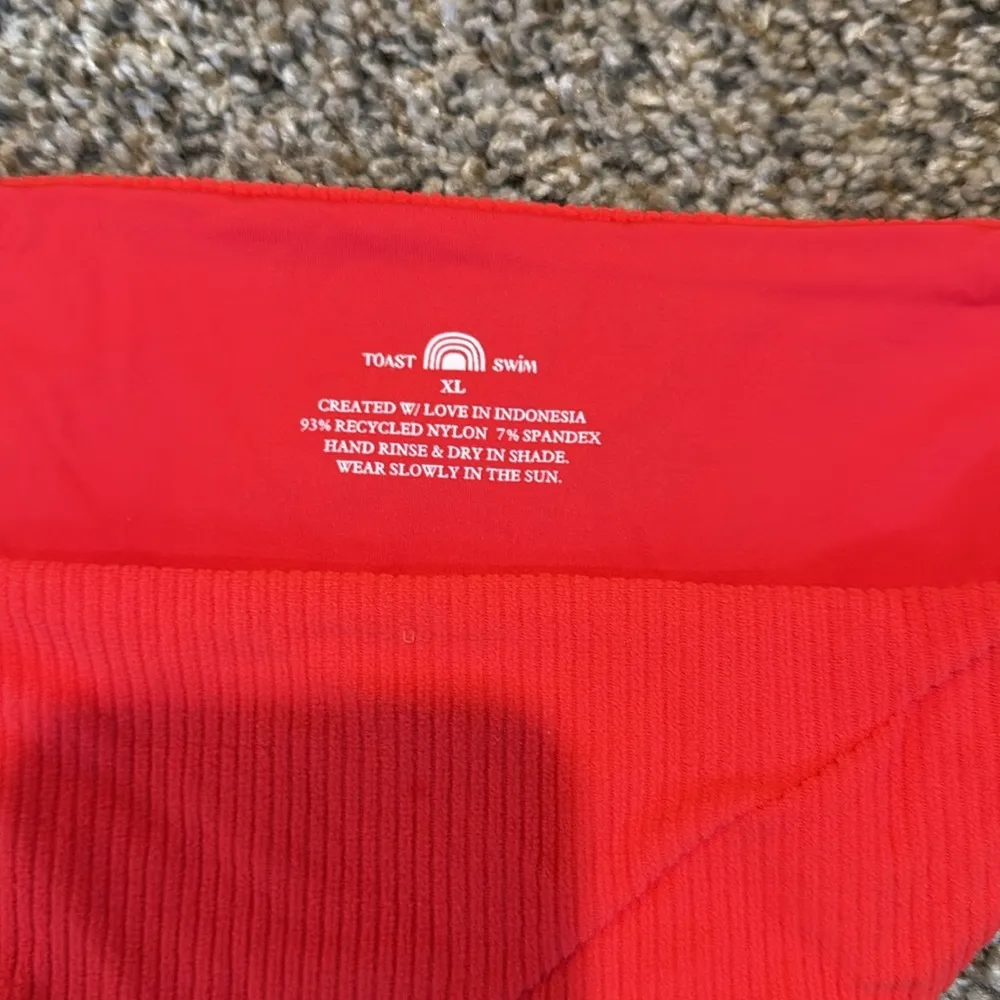 TOAST SWiM
XL
CREATED W/ LOVE IN INDONESIA
93% RECYCLED NYLON 7% SPANDEX
HAND RINSE & DRY IN SHADE.
WEAR SLOWLY IN THE SUN.